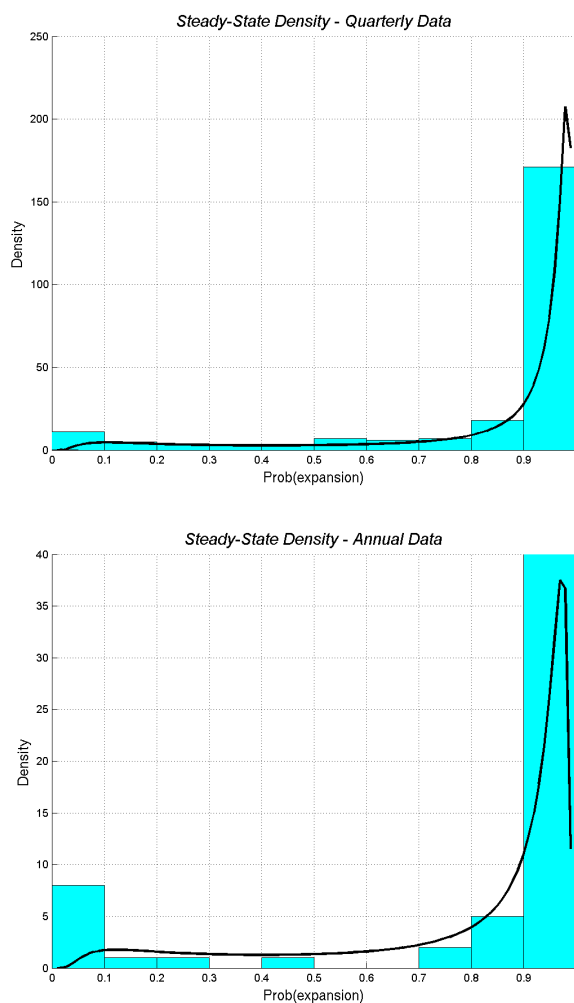 Steady-State Density - Quarterly Data
250
200
150
100
50
0
Density
0 0.1 0.2 0.3 0.4 0.5 0.6 0.7 0.8 0.9
Prob(expansion)
Steady-State Density - Annual Data
40
35
30
25
20
15
10
5
0
Density
0 0.1 0.2 0.3 0.4 0.5 0.6 0.7 0.8 0.9
Prob(expansion)